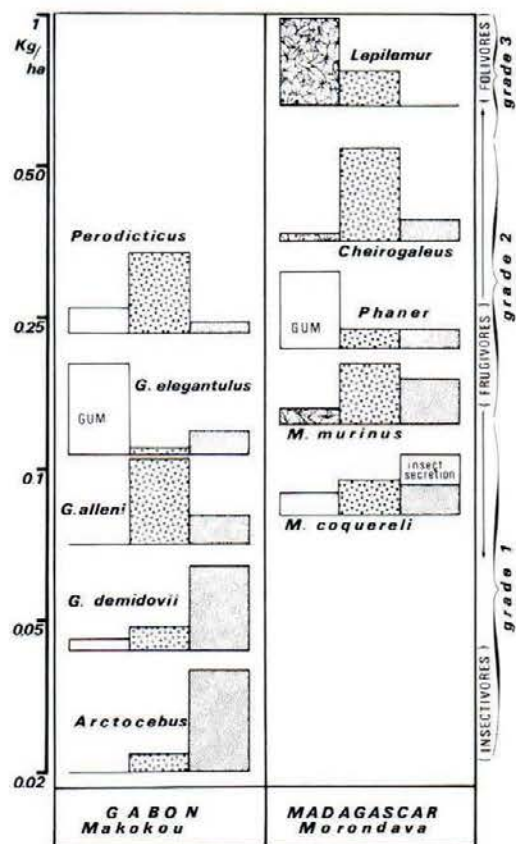 1
Kg/
ha
0.50
0.25
0.1
0.05
0.02
Perodicticus
GUM
G. elegantulus
G. alleni
G. demidovii
Arctocebus
GABON
Makokou
Lepilemur
Cheirogaleus
Phaner
GUM
M. murinus
insect
secretion
M. coquereli
MADAGASCAR
Morondava
(FOLIVORES)
(FRUGIVORES)
(INSECTIVORES)
grade 3
grade 2
grade 1